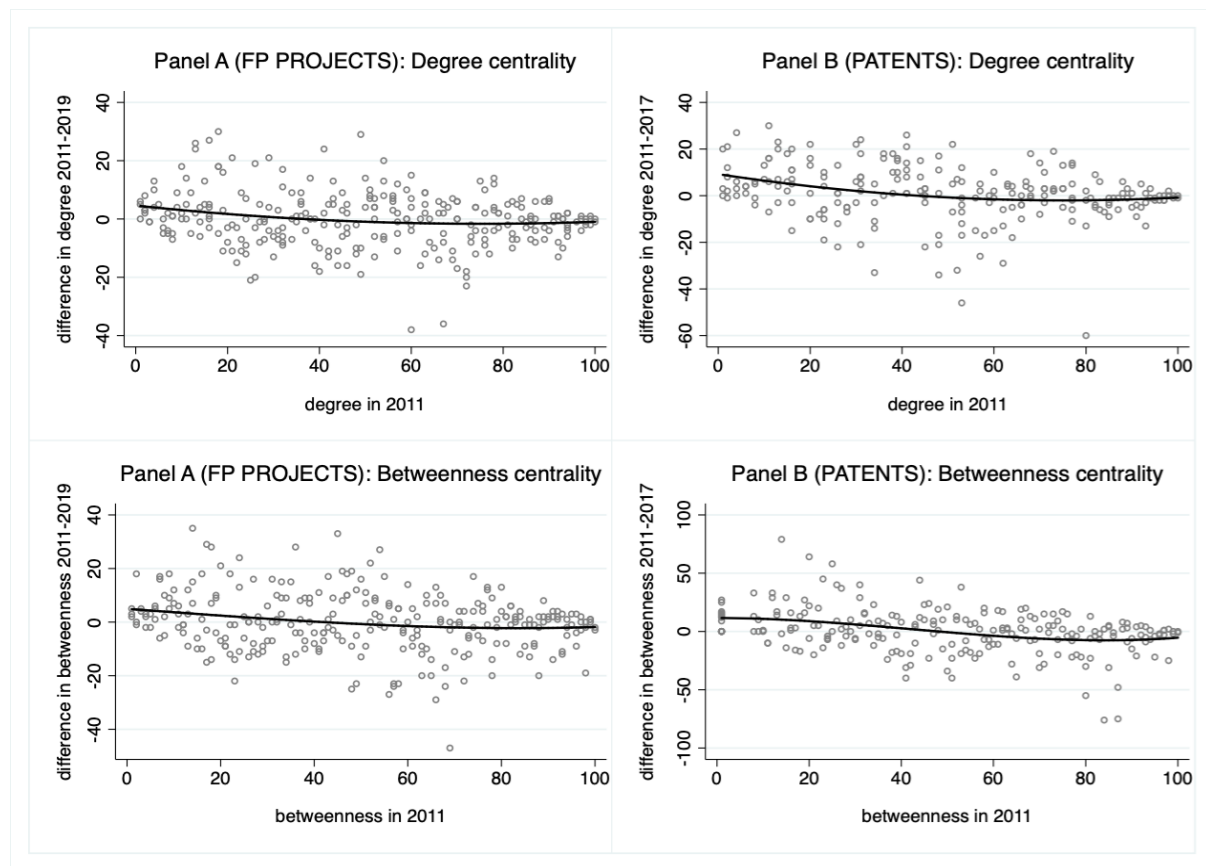 Panel A (FP PROJECTS): Degree centrality
difference in degree 2011-2019
40
20
0
-20
-40
0 20 40 60 80 100
degree in 2011
Panel B (PATENTS): Degree centrality
difference in degree 2011-2017
40
20
0
-20
-40
-60
0 20 40 60 80 100
degree in 2011
Panel A (FP PROJECTS): Betweenness centrality
difference in betweenness 2011-2019
40
20
0
-20
-40
0 20 40 60 80 100
betweenness in 2011
Panel B (PATENTS): Betweenness centrality
difference in betweenness 2011-2017
100
50
0
-50
-100
0 20 40 60 80 100
betweenness in 2011